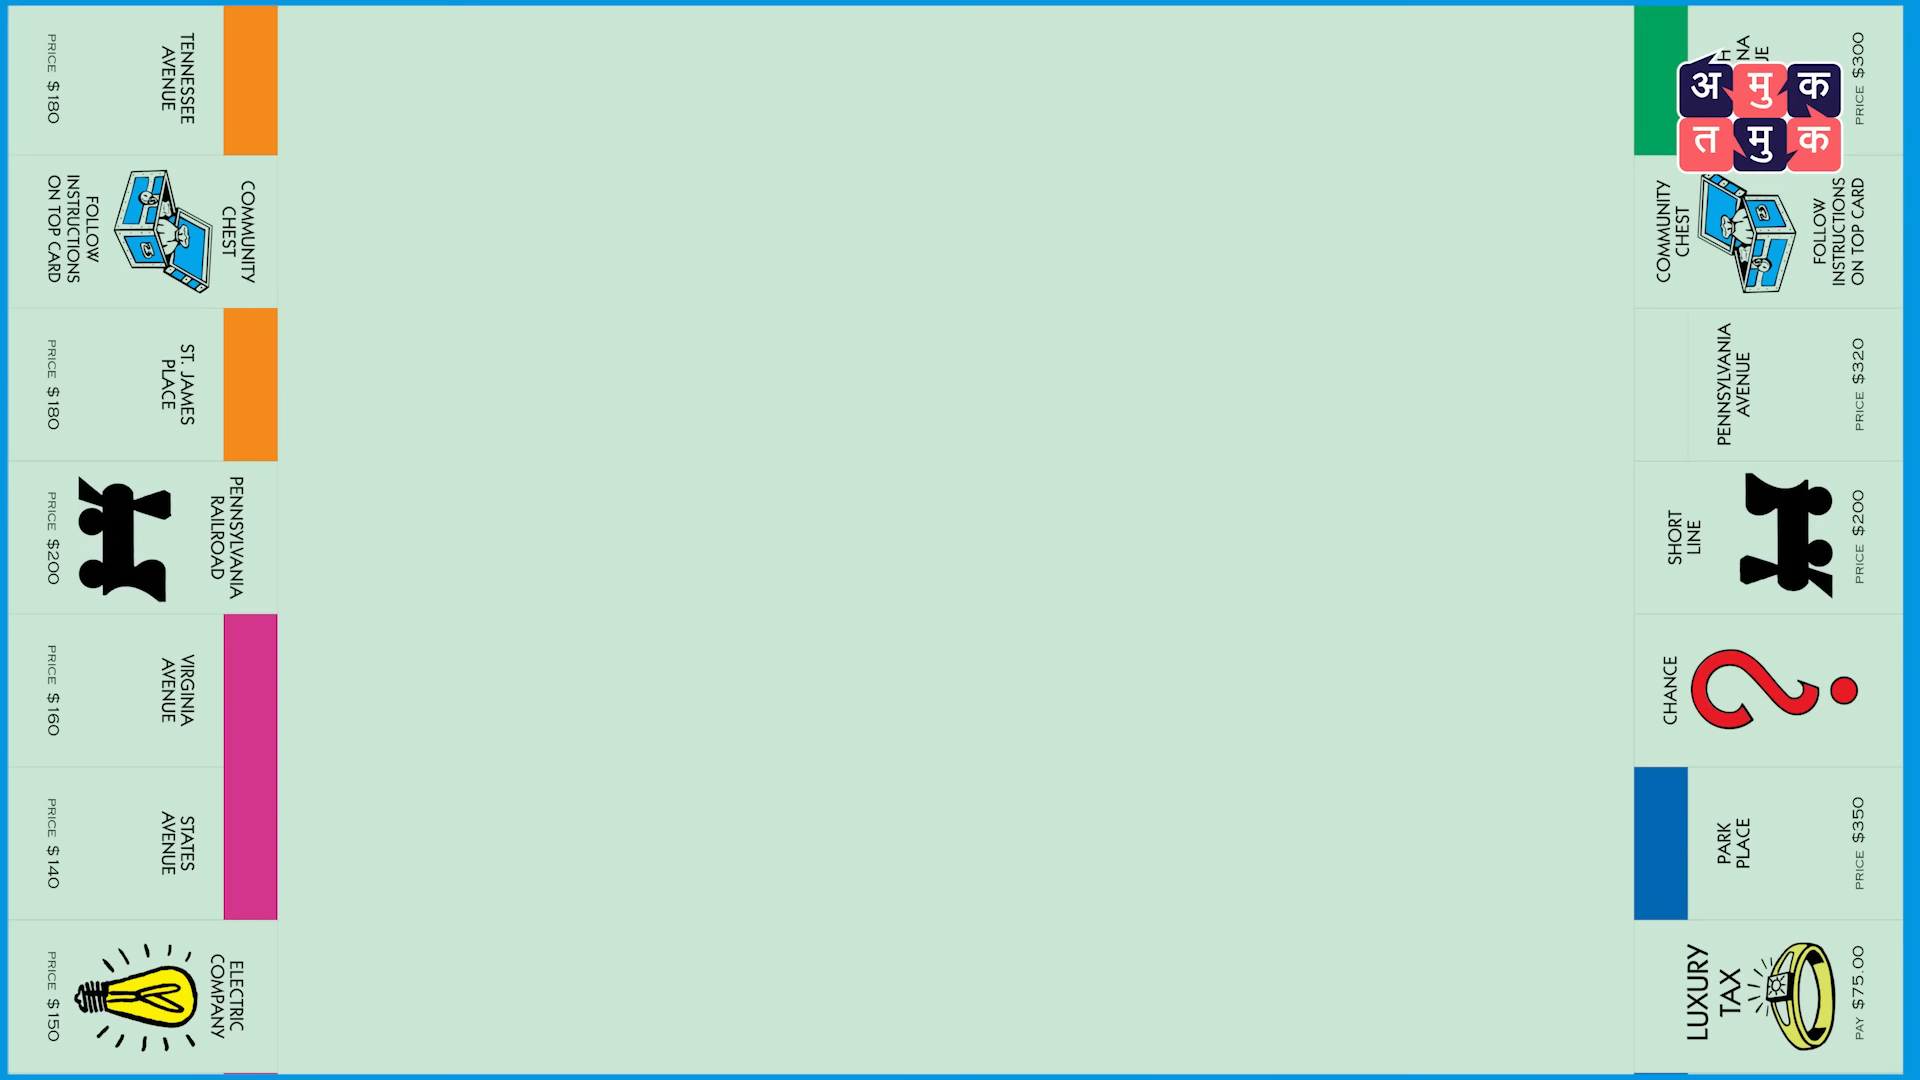 TENNESSEE
AVENUE
PRICE $180
COMMUNITY
CHEST
FOLLOW
INSTRUCTIONS
ON TOP CARD
ST. JAMES
PLACE
PRICE $180
PENNSYLVANIA
RAILROAD
PRICE $200
VIRGINIA
AVENUE
PRICE $160
STATES
AVENUE
PRICE $140
ELECTRIC
COMPANY
PRICE $150
PRICE $300
अमुक
तमुक
COMMUNITY
CHEST
FOLLOW
INSTRUCTIONS
ON TOP CARD
PENNSYLVANIA
AVENUE
PRICE $320
SHORT
LINE
PRICE $200
CHANCE
PARK
PLACE
PRICE $350
LUXURY
TAX
PAY $75.00